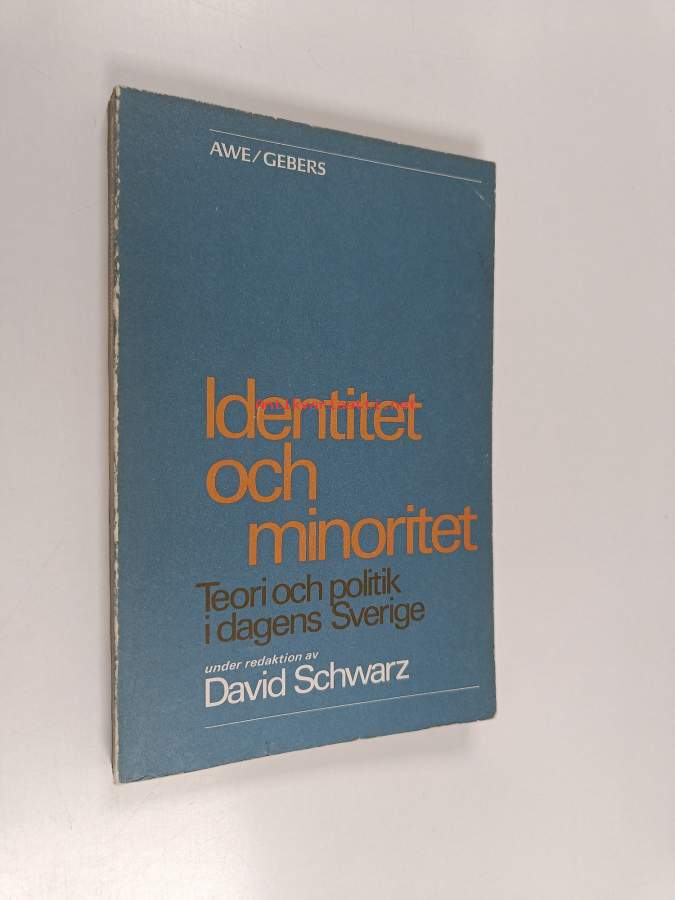 AWE/GEBERS
Identitet
och
minoritet
Teori och politik
i dagens Sverige
under redaktion av
David Schwarz